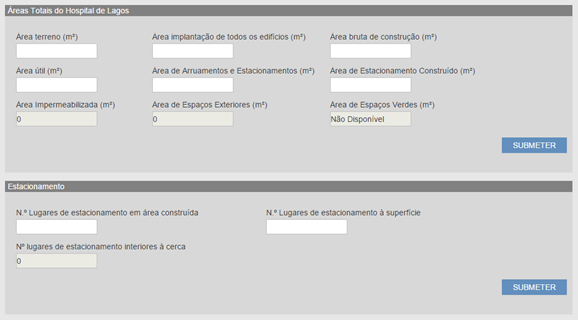 Áreas Totais do Hospital de Lagos
Área terreno (m²) Área implantação de todos os edifícios (m²) Área bruta de construção (m²)
Área útil (m²) Área de Arruamentos e Estacionamentos (m²) Área de Estacionamento Construído (m²)
Área Impermeabilizada (m²) Área de Espaços Exteriores (m²) Área de Espaços Verdes (m²)
0 0 Não Disponível
SUBMETER
Estacionamento
N.º Lugares de estacionamento em área construída N.º Lugares de estacionamento à superfície
Nº lugares de estacionamento interiores à cerca
0
SUBMETER